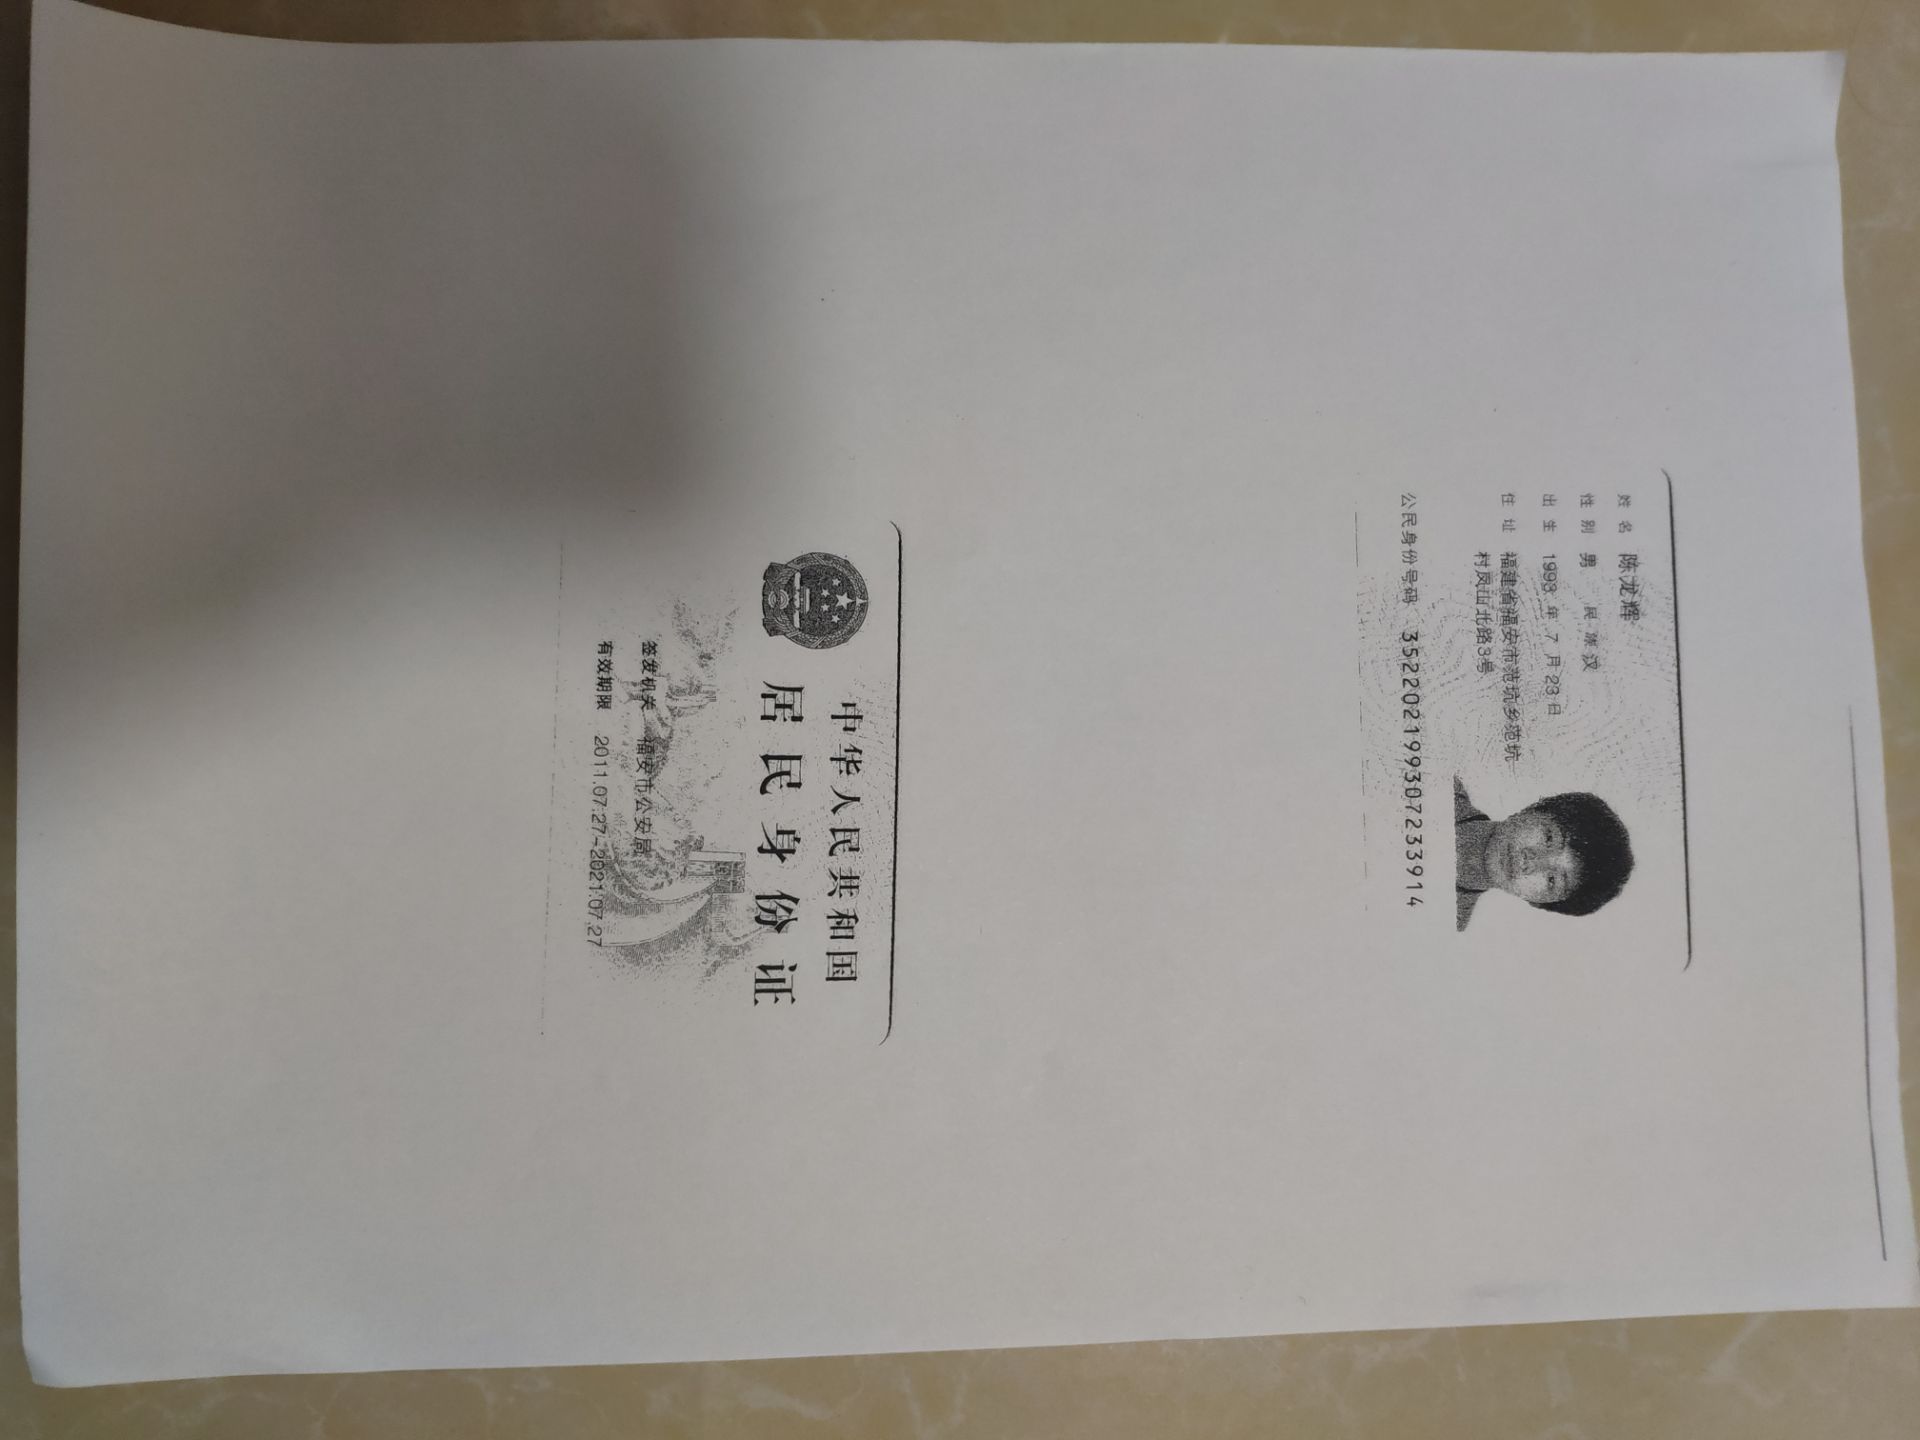 姓名 陈龙辉
性别 男 民族 汉
出生 1993 年 7 月 23 日
住址 福建省福安市范坑乡范坑
村凤山北路3号
公民身份号码 352202199307233914
中华人民共和国
居民身份证
签发机关 福安市公安局
有效期限 2011.07.27-2021.07.27